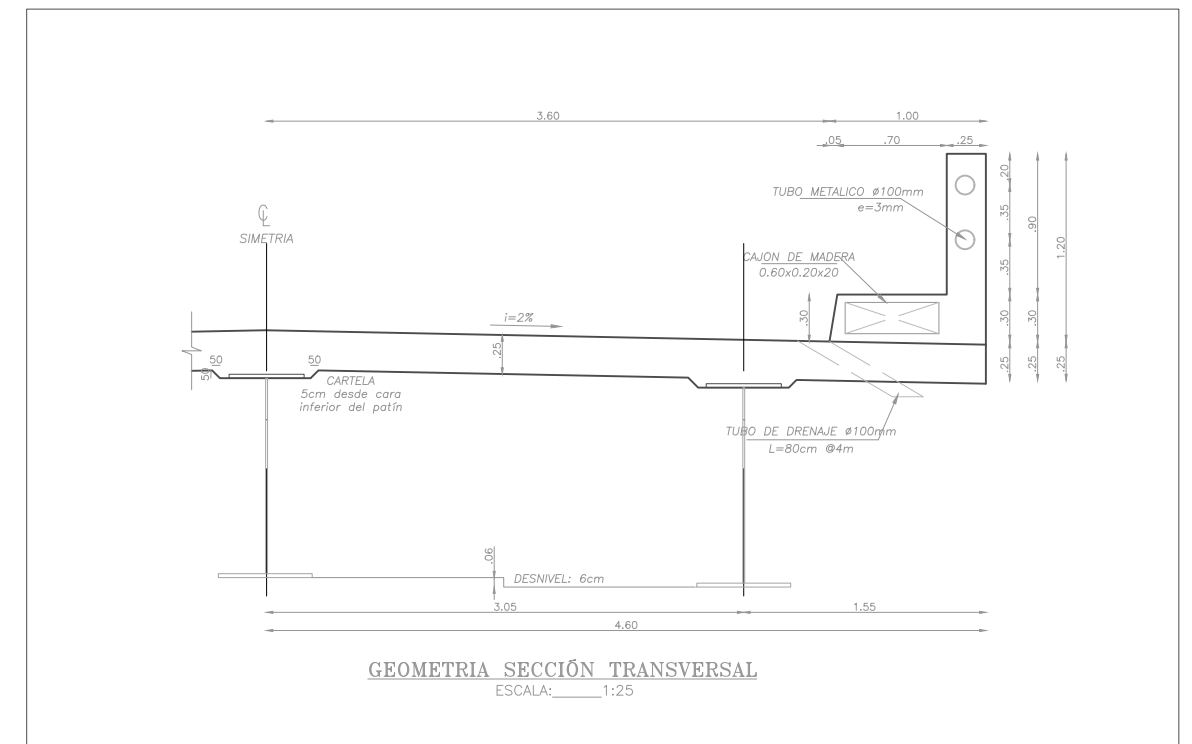 3.60
1.00
.05
.70
.25
TUBO METALICO ø100mm
e=3mm
.20
.35
.90
1.20
℄
SIMETRIA
CAJON DE MADERA
0.60x0.20x20
.35
.30
.30
.30
i=2%
.25
50
50
50
CARTELA
5cm desde cara
inferior del patín
.25
.25
.25
TUBO DE DRENAJE ø100mm
L=80cm @4m
.06
DESNIVEL: 6cm
3.05
1.55
4.60
GEOMETRIA SECCIÓN TRANSVERSAL
ESCALA:______1:25